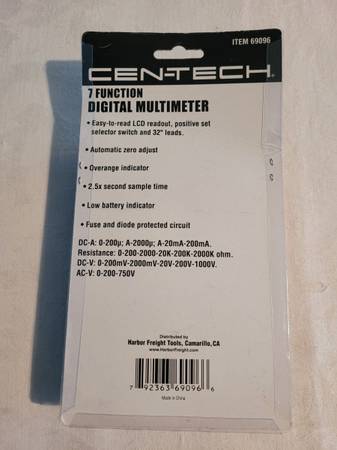 ITEM 69096
CEN-TECH®
7 FUNCTION
DIGITAL MULTIMETER
• Easy-to-read LCD readout, positive set
selector switch and 32" leads.
• Automatic zero adjust
• Overange indicator
• 2.5x second sample time
• Low battery indicator
• Fuse and diode protected circuit
DC-A: 0-200µ; A-2000µ; A-20mA-200mA.
Resistance: 0-200-2000-20K-200K-2000K ohm.
DC-V: 0-200mV-2000mV-20V-200V-1000V.
AC-V: 0-200-750V
Distributed by
Harbor Freight Tools, Camarillo, CA
www.HarborFreight.com
7 92363 69096 6
Made in China